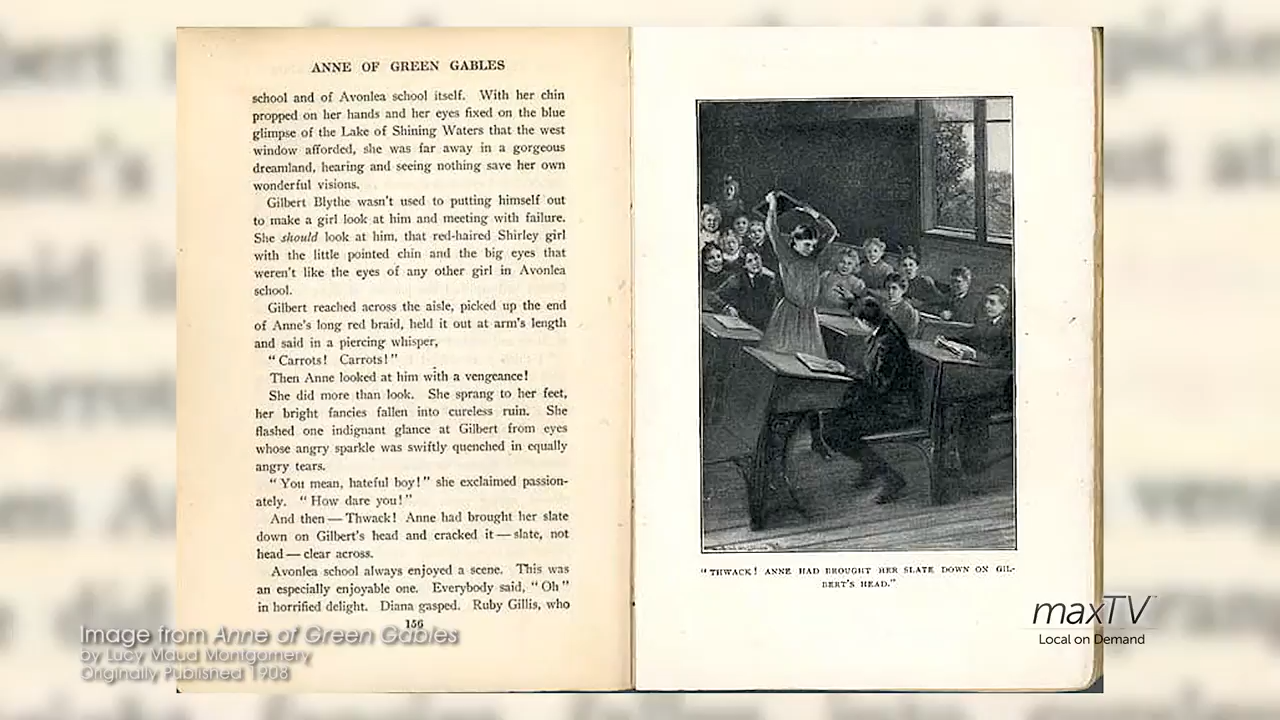 ANNE OF GREEN GABLES
school and of Avonlea school itself. With her chin
propped on her hands and her eyes fixed on the blue
glimpse of the Lake of Shining Waters that the west
window afforded, she was far away in a gorgeous
dreamland, hearing and seeing nothing save her own
wonderful visions.
Gilbert Blythe wasn't used to putting himself out
to make a girl look at him and meeting with failure.
She should look at him, that red-haired Shirley girl
with the little pointed chin and the big eyes that
weren't like the eyes of any other girl in Avonlea
school.
Gilbert reached across the aisle, picked up the end
of Anne's long red braid, held it out at arm's length
and said in a piercing whisper,
"Carrots! Carrots!"
Then Anne looked at him with a vengeance!
She did more than look. She sprang to her feet,
her bright fancies fallen into cureless ruin. She
flashed one indignant glance at Gilbert from eyes
whose angry sparkle was swiftly quenched in equally
angry tears.
"You mean, hateful boy!" she exclaimed passion-
ately. "How dare you!"
And then — Thwack! Anne had brought her slate
down on Gilbert's head and cracked it — slate, not
head — clear across.
Avonlea school always enjoyed a scene. This was
an especially enjoyable one. Everybody said, "Oh"
in horrified delight. Diana gasped. Ruby Gillis, who
156
"THWACK! ANNE HAD BROUGHT HER SLATE DOWN ON GIL-
BERT'S HEAD."
Image from Anne of Green Gables
by Lucy Maud Montgomery
Originally Published 1908
maxTV™
Local on Demand